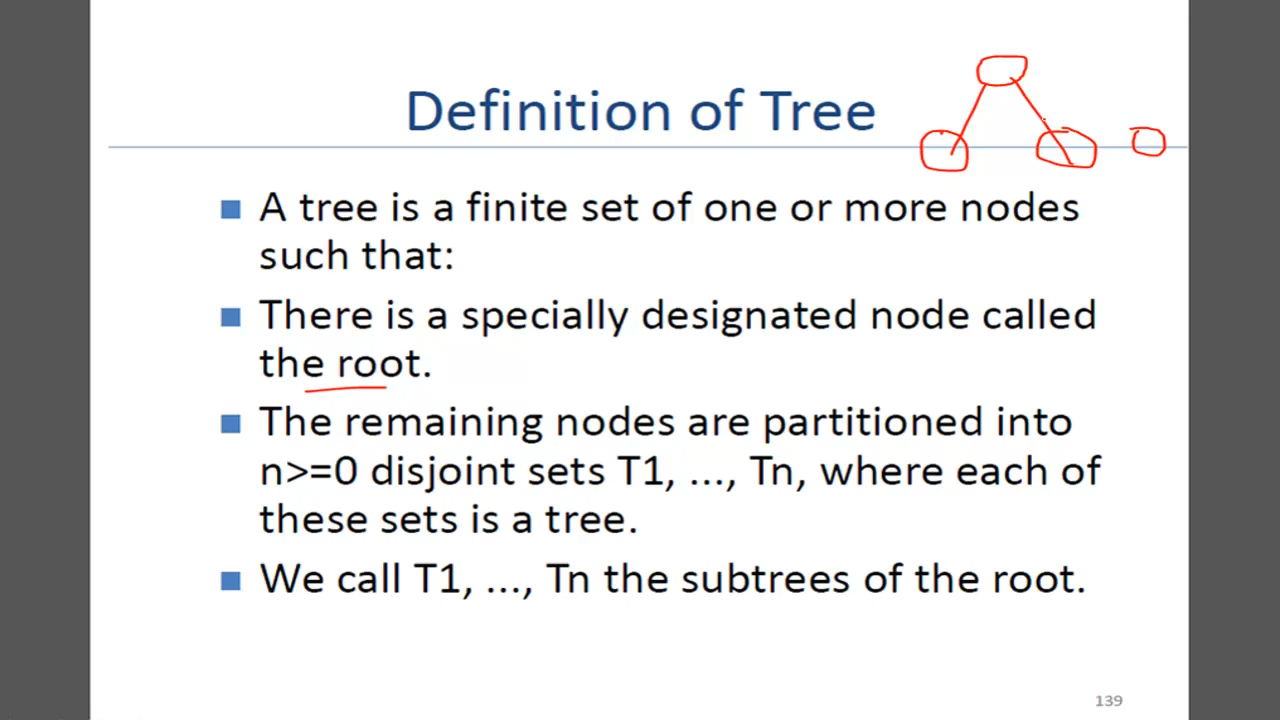 Definition of Tree
A tree is a finite set of one or more nodes
such that:
There is a specially designated node called
the root.
The remaining nodes are partitioned into
n>=0 disjoint sets T1, ..., Tn, where each of
these sets is a tree.
We call T1, ..., Tn the subtrees of the root.
139